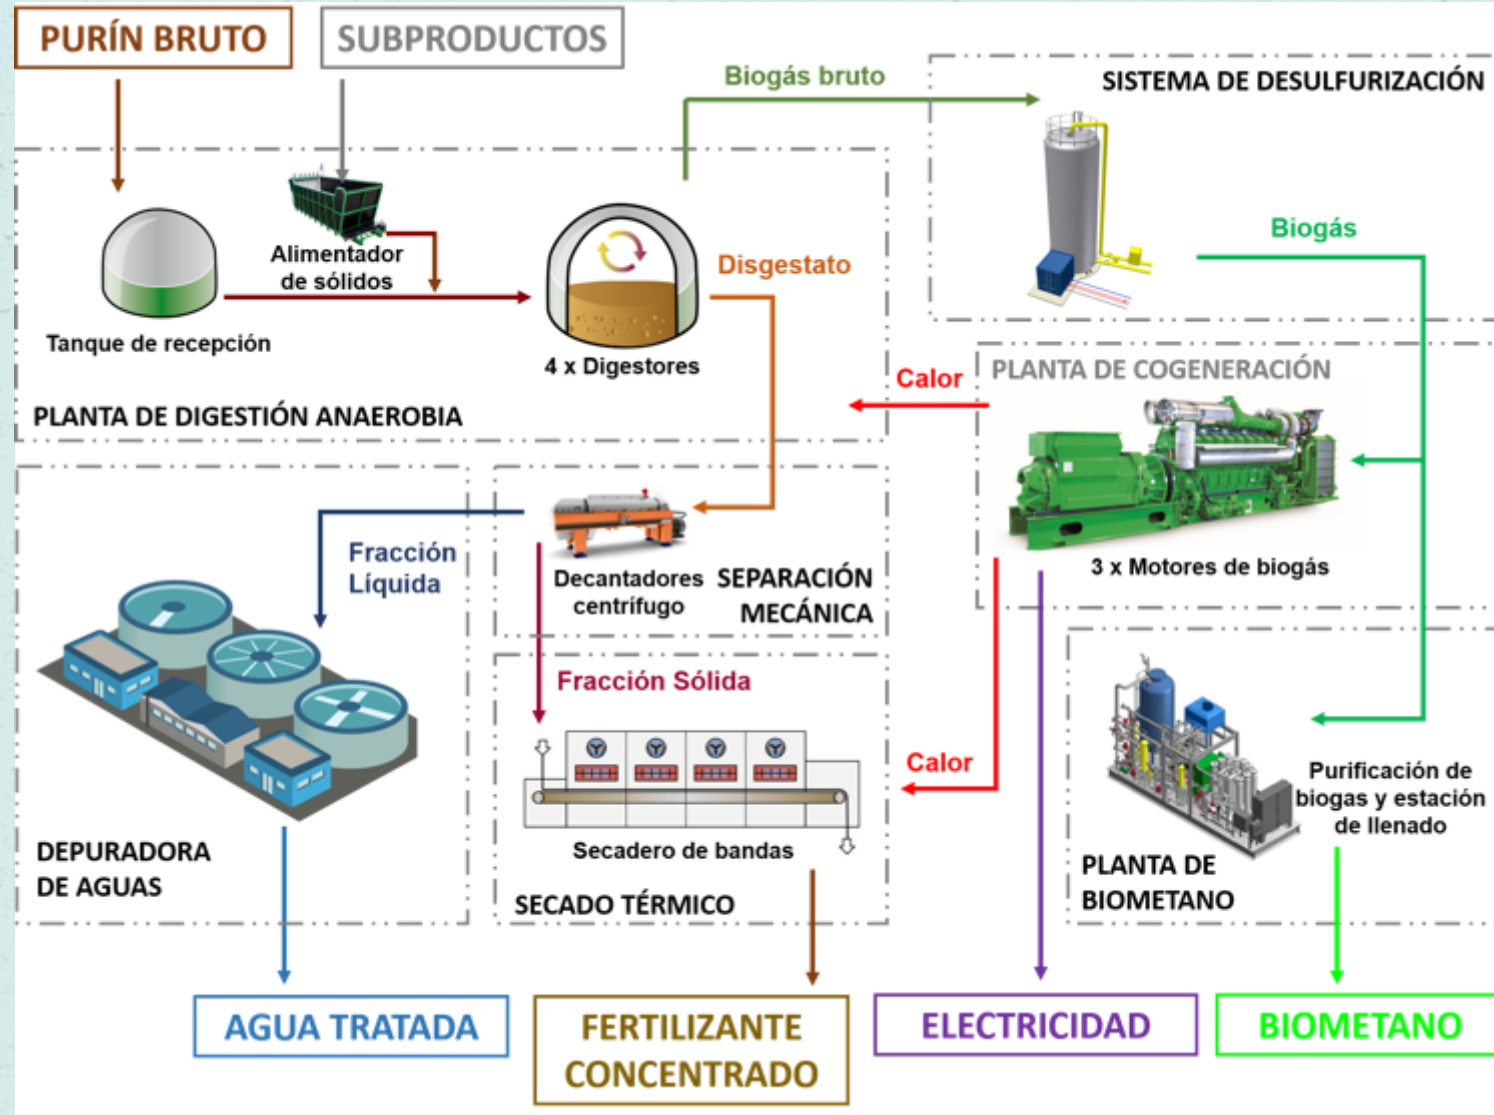 PURÍN BRUTO
SUBPRODUCTOS
Biogás bruto
SISTEMA DE DESULFURIZACIÓN
Alimentador
de sólidos
Tanque de recepción
Disgestato
4 x Digestores
PLANTA DE DIGESTIÓN ANAEROBIA
Biogás
Calor
PLANTA DE COGENERACIÓN
3 x Motores de biogás
Fracción
Líquida
Decantadores
centrífugo
SEPARACIÓN
MECÁNICA
Fracción Sólida
Calor
Secadero de bandas
SECADO TÉRMICO
DEPURADORA
DE AGUAS
Purificación de
biogas y estación
de llenado
PLANTA DE
BIOMETANO
AGUA TRATADA
FERTILIZANTE
CONCENTRADO
ELECTRICIDAD
BIOMETANO